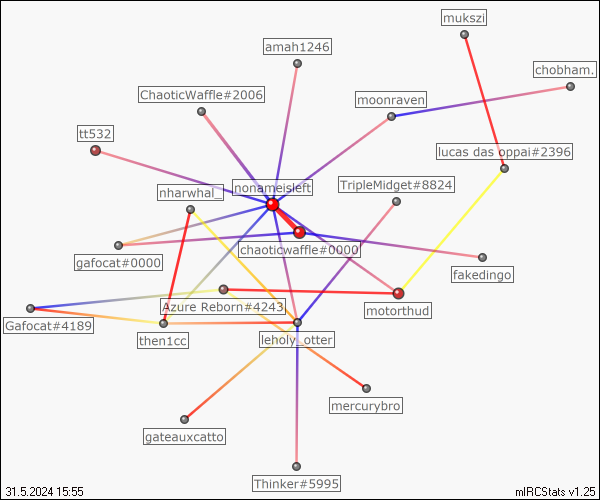 mukszi
amah1246
chobham.
ChaoticWaffle#2006
moonraven
tt532
lucas das oppai#2396
nonameisleft
TripleMidget#8824
nharwhal_
chaoticwaffle#0000
gafocat#0000
fakedingo
Azure Reborn#4243
motorthud
Gafocat#4189
then1cc
leholy_otter
mercurybro
gateauxcatto
Thinker#5995
31.5.2024 15:55
mIRCStats v1.25